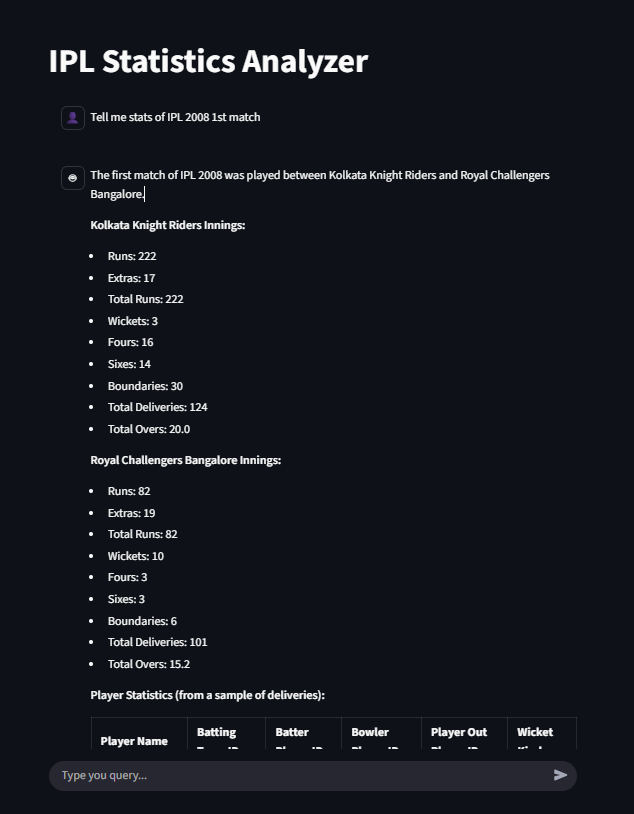 IPL Statistics Analyzer
Tell me stats of IPL 2008 1st match
The first match of IPL 2008 was played between Kolkata Knight Riders and Royal Challengers
Bangalore.
Kolkata Knight Riders Innings:
• Runs: 222
• Extras: 17
• Total Runs: 222
• Wickets: 3
• Fours: 16
• Sixes: 14
• Boundaries: 30
• Total Deliveries: 124
• Total Overs: 20.0
Royal Challengers Bangalore Innings:
• Runs: 82
• Extras: 19
• Total Runs: 82
• Wickets: 10
• Fours: 3
• Sixes: 3
• Boundaries: 6
• Total Deliveries: 101
• Total Overs: 15.2
Player Statistics (from a sample of deliveries):
Player Name Batting Batter Bowler Player Out Wicket
Type you query...